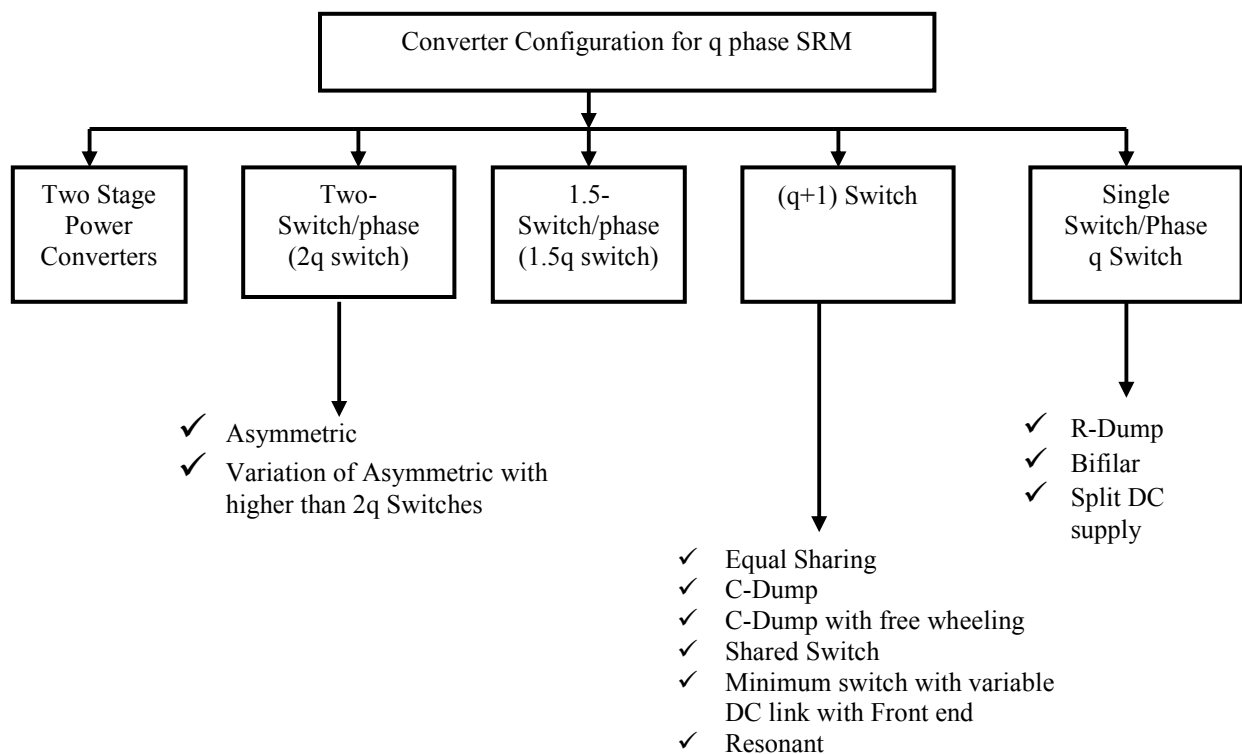 Converter Configuration for q phase SRM
Two Stage
Power
Converters
Two-
Switch/phase
(2q switch)
1.5-
Switch/phase
(1.5q switch)
(q+1) Switch
Single
Switch/Phase
q Switch
✓ Asymmetric
✓ Variation of Asymmetric with
higher than 2q Switches
✓ Equal Sharing
✓ C-Dump
✓ C-Dump with free wheeling
✓ Shared Switch
✓ Minimum switch with variable
DC link with Front end
✓ Resonant
✓ R-Dump
✓ Bifilar
✓ Split DC
supply